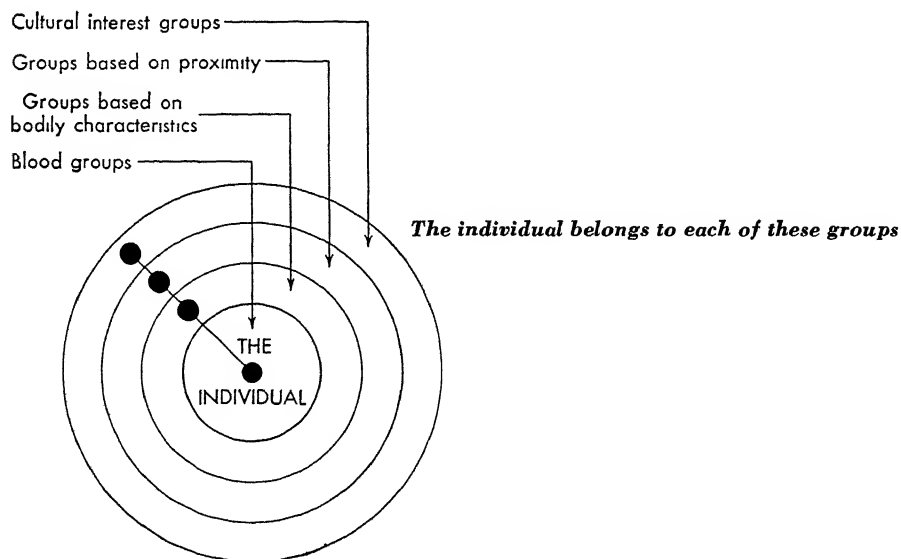 Cultural interest groups
Groups based on proximity
Groups based on
bodily characteristics
Blood groups
The individual belongs to each of these groups
THE
INDIVIDUAL